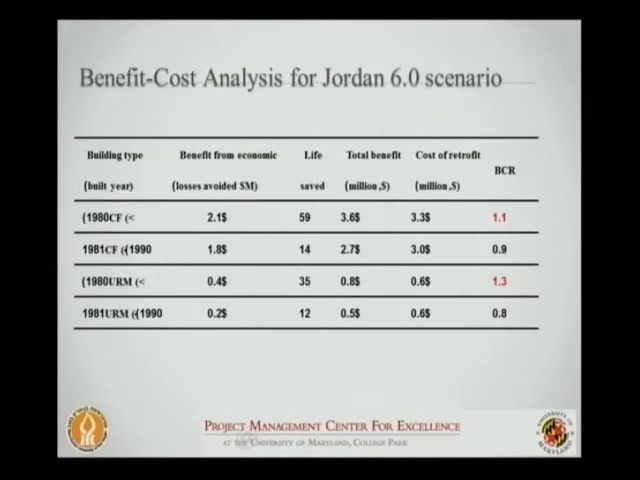 Benefit-Cost Analysis for Jordan 6.0 scenario
Building type (built year) Benefit from economic (losses avoided $M) Life saved Total benefit (million ,$) Cost of retrofit (million ,$) BCR
(1980CF (< 2.1$ 59 3.6$ 3.3$ 1.1
1981CF ((1990 1.8$ 14 2.7$ 3.0$ 0.9
(1980URM (< 0.4$ 35 0.8$ 0.6$ 1.3
1981URM ((1990 0.2$ 12 0.5$ 0.6$ 0.8
PROJECT MANAGEMENT CENTER FOR EXCELLENCE
AT THE UNIVERSITY OF MARYLAND, COLLEGE PARK